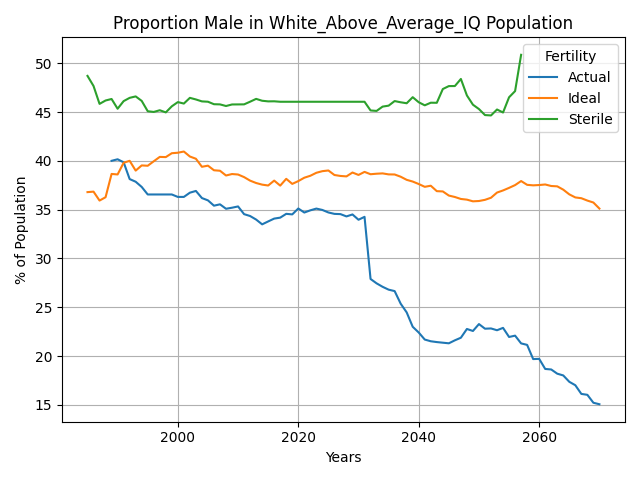 Proportion Male in White_Above_Average_IQ Population
% of Population
50
45
40
35
30
25
20
15
Fertility
Actual
Ideal
Sterile
2000
2020
2040
2060
Years